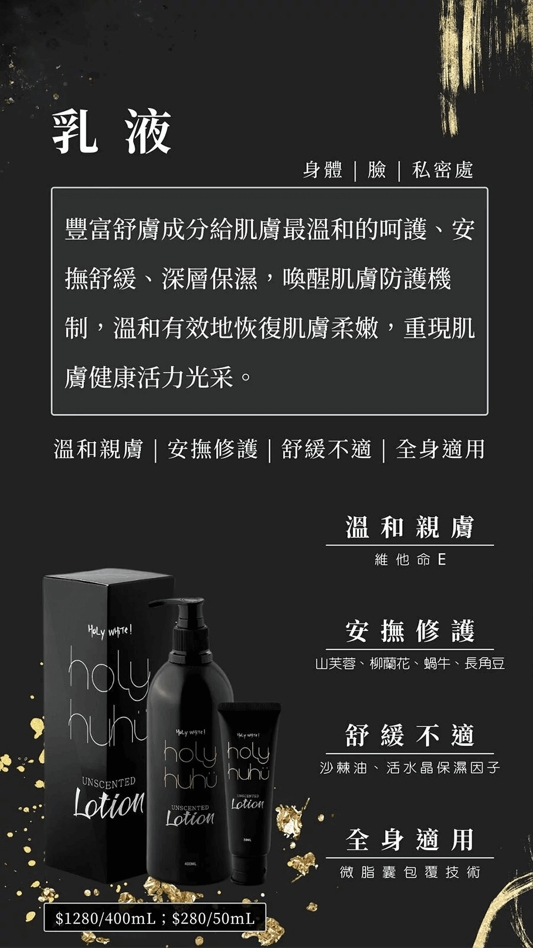 乳液
身體 | 臉 | 私密處
豐富舒膚成分給肌膚最溫和的呵護、安
撫舒緩、深層保濕，喚醒肌膚防護機
制，溫和有效地恢復肌膚柔嫩，重現肌
膚健康活力光采。
溫和親膚 | 安撫修護 | 舒緩不適 | 全身適用
溫和親膚
維他命E
安撫修護
山芙蓉、柳蘭花、蝸牛、長角豆
舒緩不適
沙棘油、活水晶保濕因子
全身適用
微脂囊包覆技術
HoLy WHITE!
holy
huhu
UNSCENTED
Lotion
HoLy WHITE!
holy
huhü
UNSCENTED
Lotion
400ML
HoLy WHITE!
holy
huhü
UNSCENTED
Lotion
50ML
$1280/400mL；$280/50mL